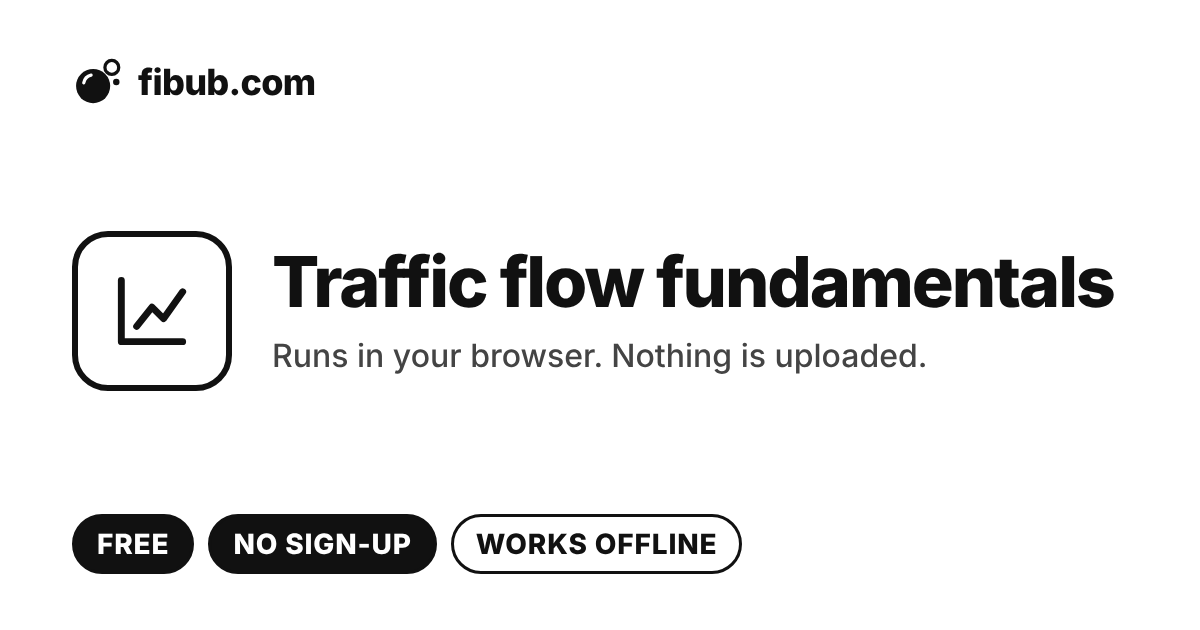 fibub.com
Traffic flow fundamentals
Runs in your browser. Nothing is uploaded.
FREE
NO SIGN-UP
WORKS OFFLINE